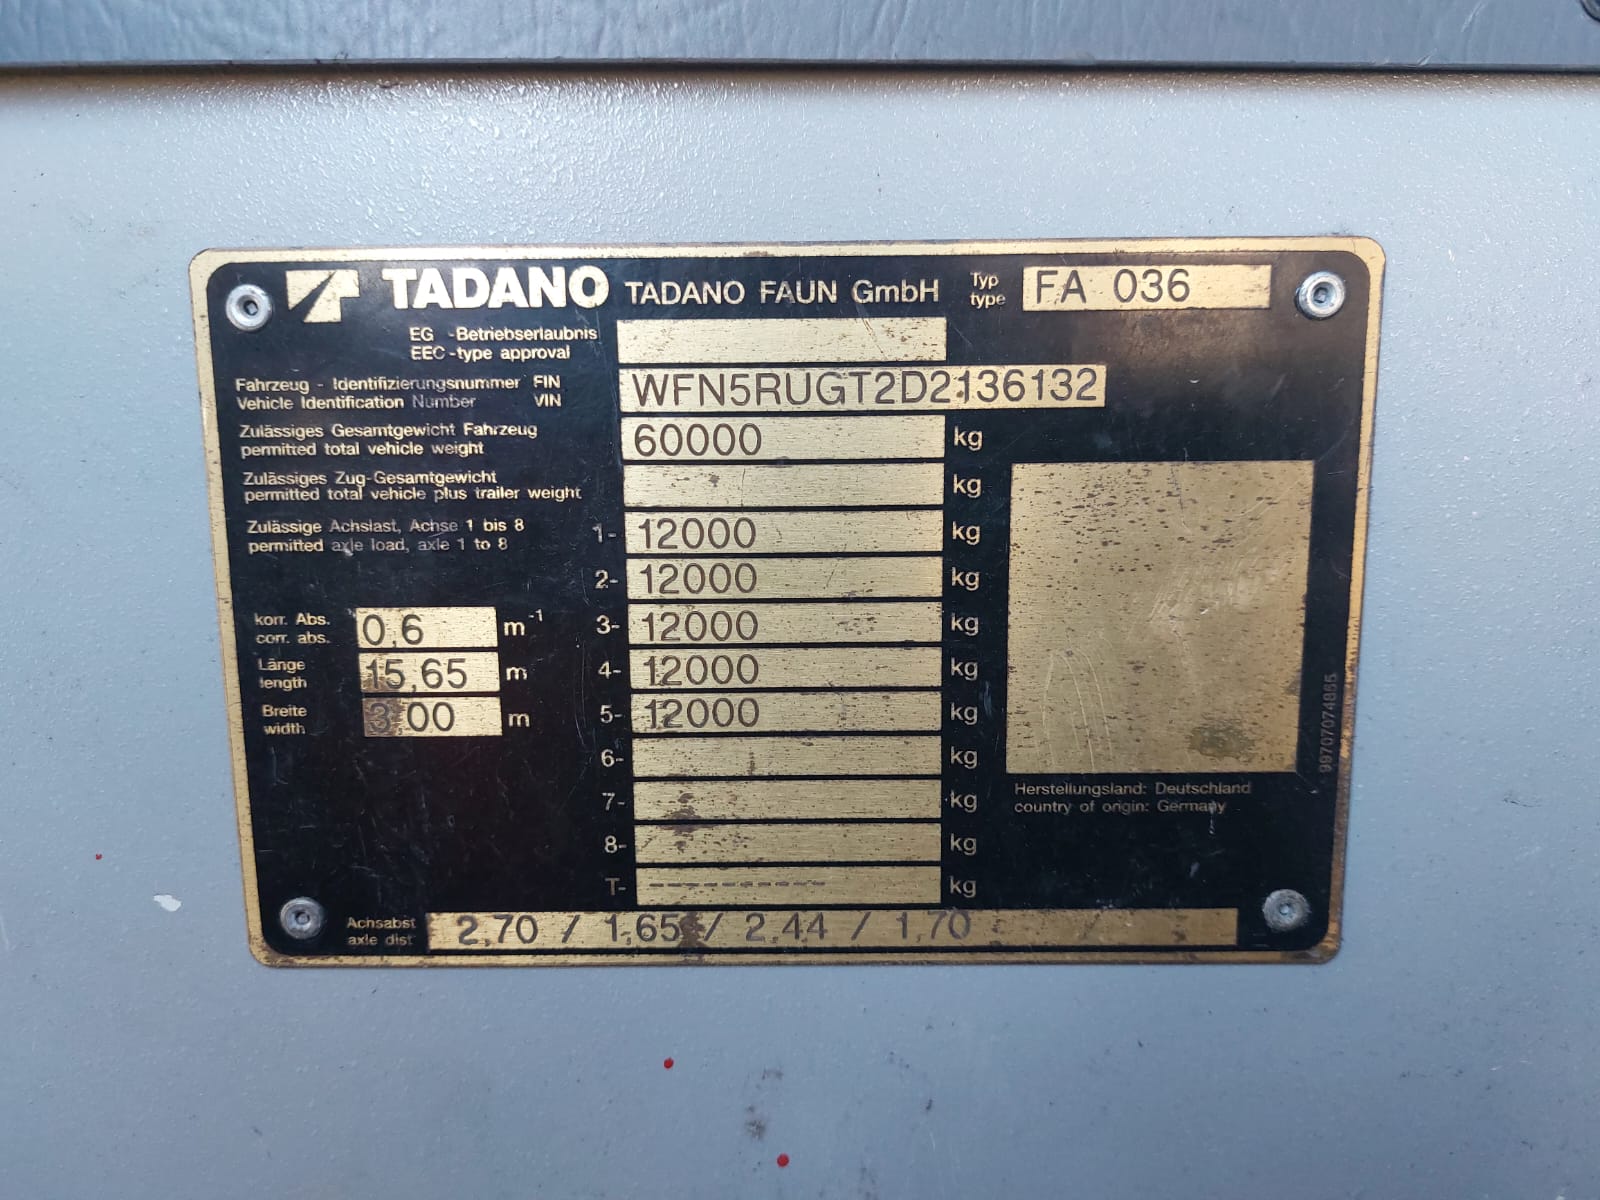 TADANO TADANO FAUN GmbH Typ type FA 036
EG -Betriebserlaubnis
EEC -type approval
Fahrzeug - Identifizierungsnummer FIN
Vehicle Identification Number VIN
WFN5RUGT2D2136132
Zulässiges Gesamtgewicht Fahrzeug
permitted total vehicle weight
60000 kg
Zulässiges Zug-Gesamtgewicht
permitted total vehicle plus trailer weight
kg
Zulässige Achslast, Achse 1 bis 8
permitted axle load, axle 1 to 8
1- 12000 kg
2- 12000 kg
3- 12000 kg
4- 12000 kg
5- 12000 kg
6- kg
7- kg
8- kg
T- ----------- kg
korr. Abs.
corr. abs.
0,6 m-1
Länge
length
15,65 m
Breite
width
3,00 m
99707074865
Herstellungsland: Deutschland
country of origin: Germany
Achsabst
axle dist
2,70 / 1,65 / 2,44 / 1,70